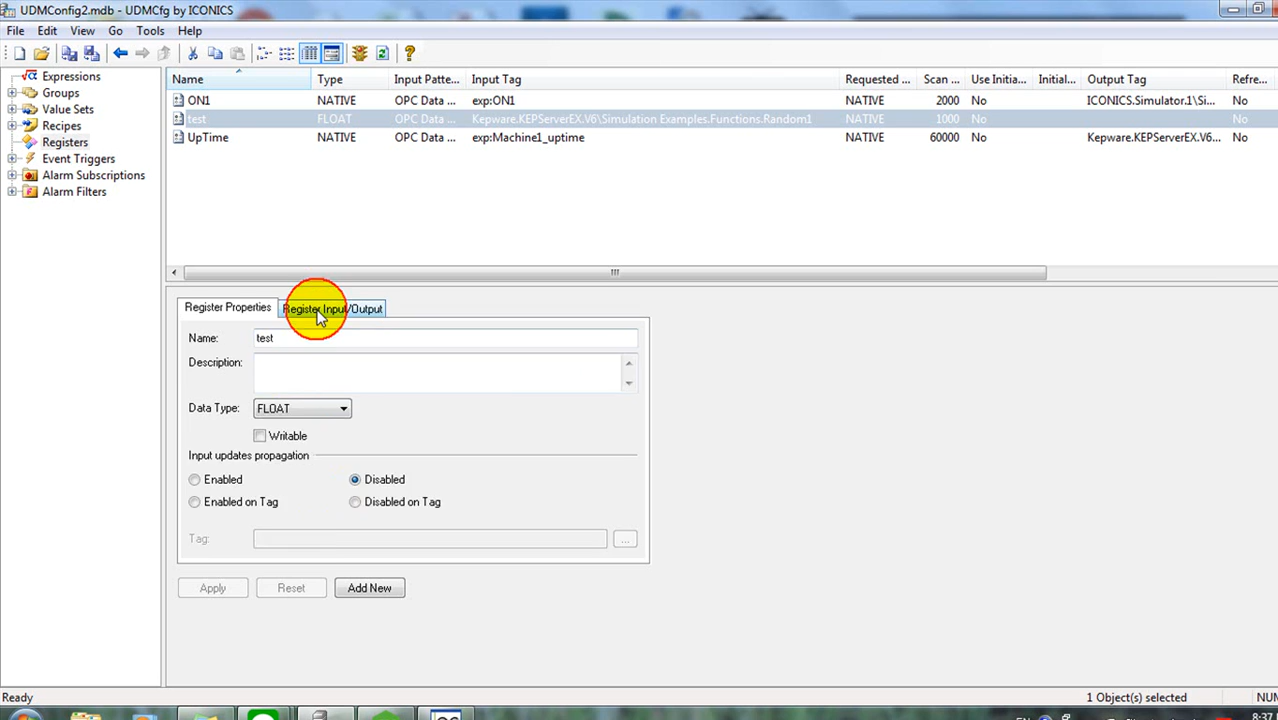 UDMConfig2.mdb - UDMCfg by ICONICS
File Edit View Go Tools Help
Expressions
Groups
Value Sets
Recipes
Registers
Event Triggers
Alarm Subscriptions
Alarm Filters
Name Type Input Patte... Input Tag Requested ... Scan ... Use Initia... Initial... Output Tag Refre...
ON1 NATIVE OPC Data ... exp:ON1 NATIVE 2000 No ICONICS.Simulator.1\Si... No
test FLOAT OPC Data ... Kepware.KEPServerEX.V6\Simulation Examples.Functions.Random1 NATIVE 1000 No No
UpTime NATIVE OPC Data ... exp:Machine1_uptime NATIVE 60000 No Kepware.KEPServerEX.V6... No
Register Properties Register Input/Output
Name: test
Description:
Data Type: FLOAT
Writable
Input updates propagation
Enabled Disabled
Enabled on Tag Disabled on Tag
Tag: ...
Apply Reset Add New
Ready 1 Object(s) selected NUM